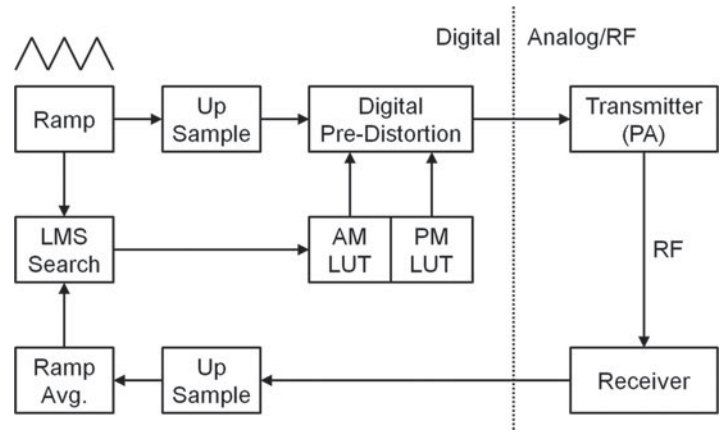 Digital
Analog/RF
Ramp
Up
Sample
Digital
Pre-Distortion
Transmitter
(PA)
LMS
Search
AM
LUT
PM
LUT
RF
Ramp
Avg.
Up
Sample
Receiver